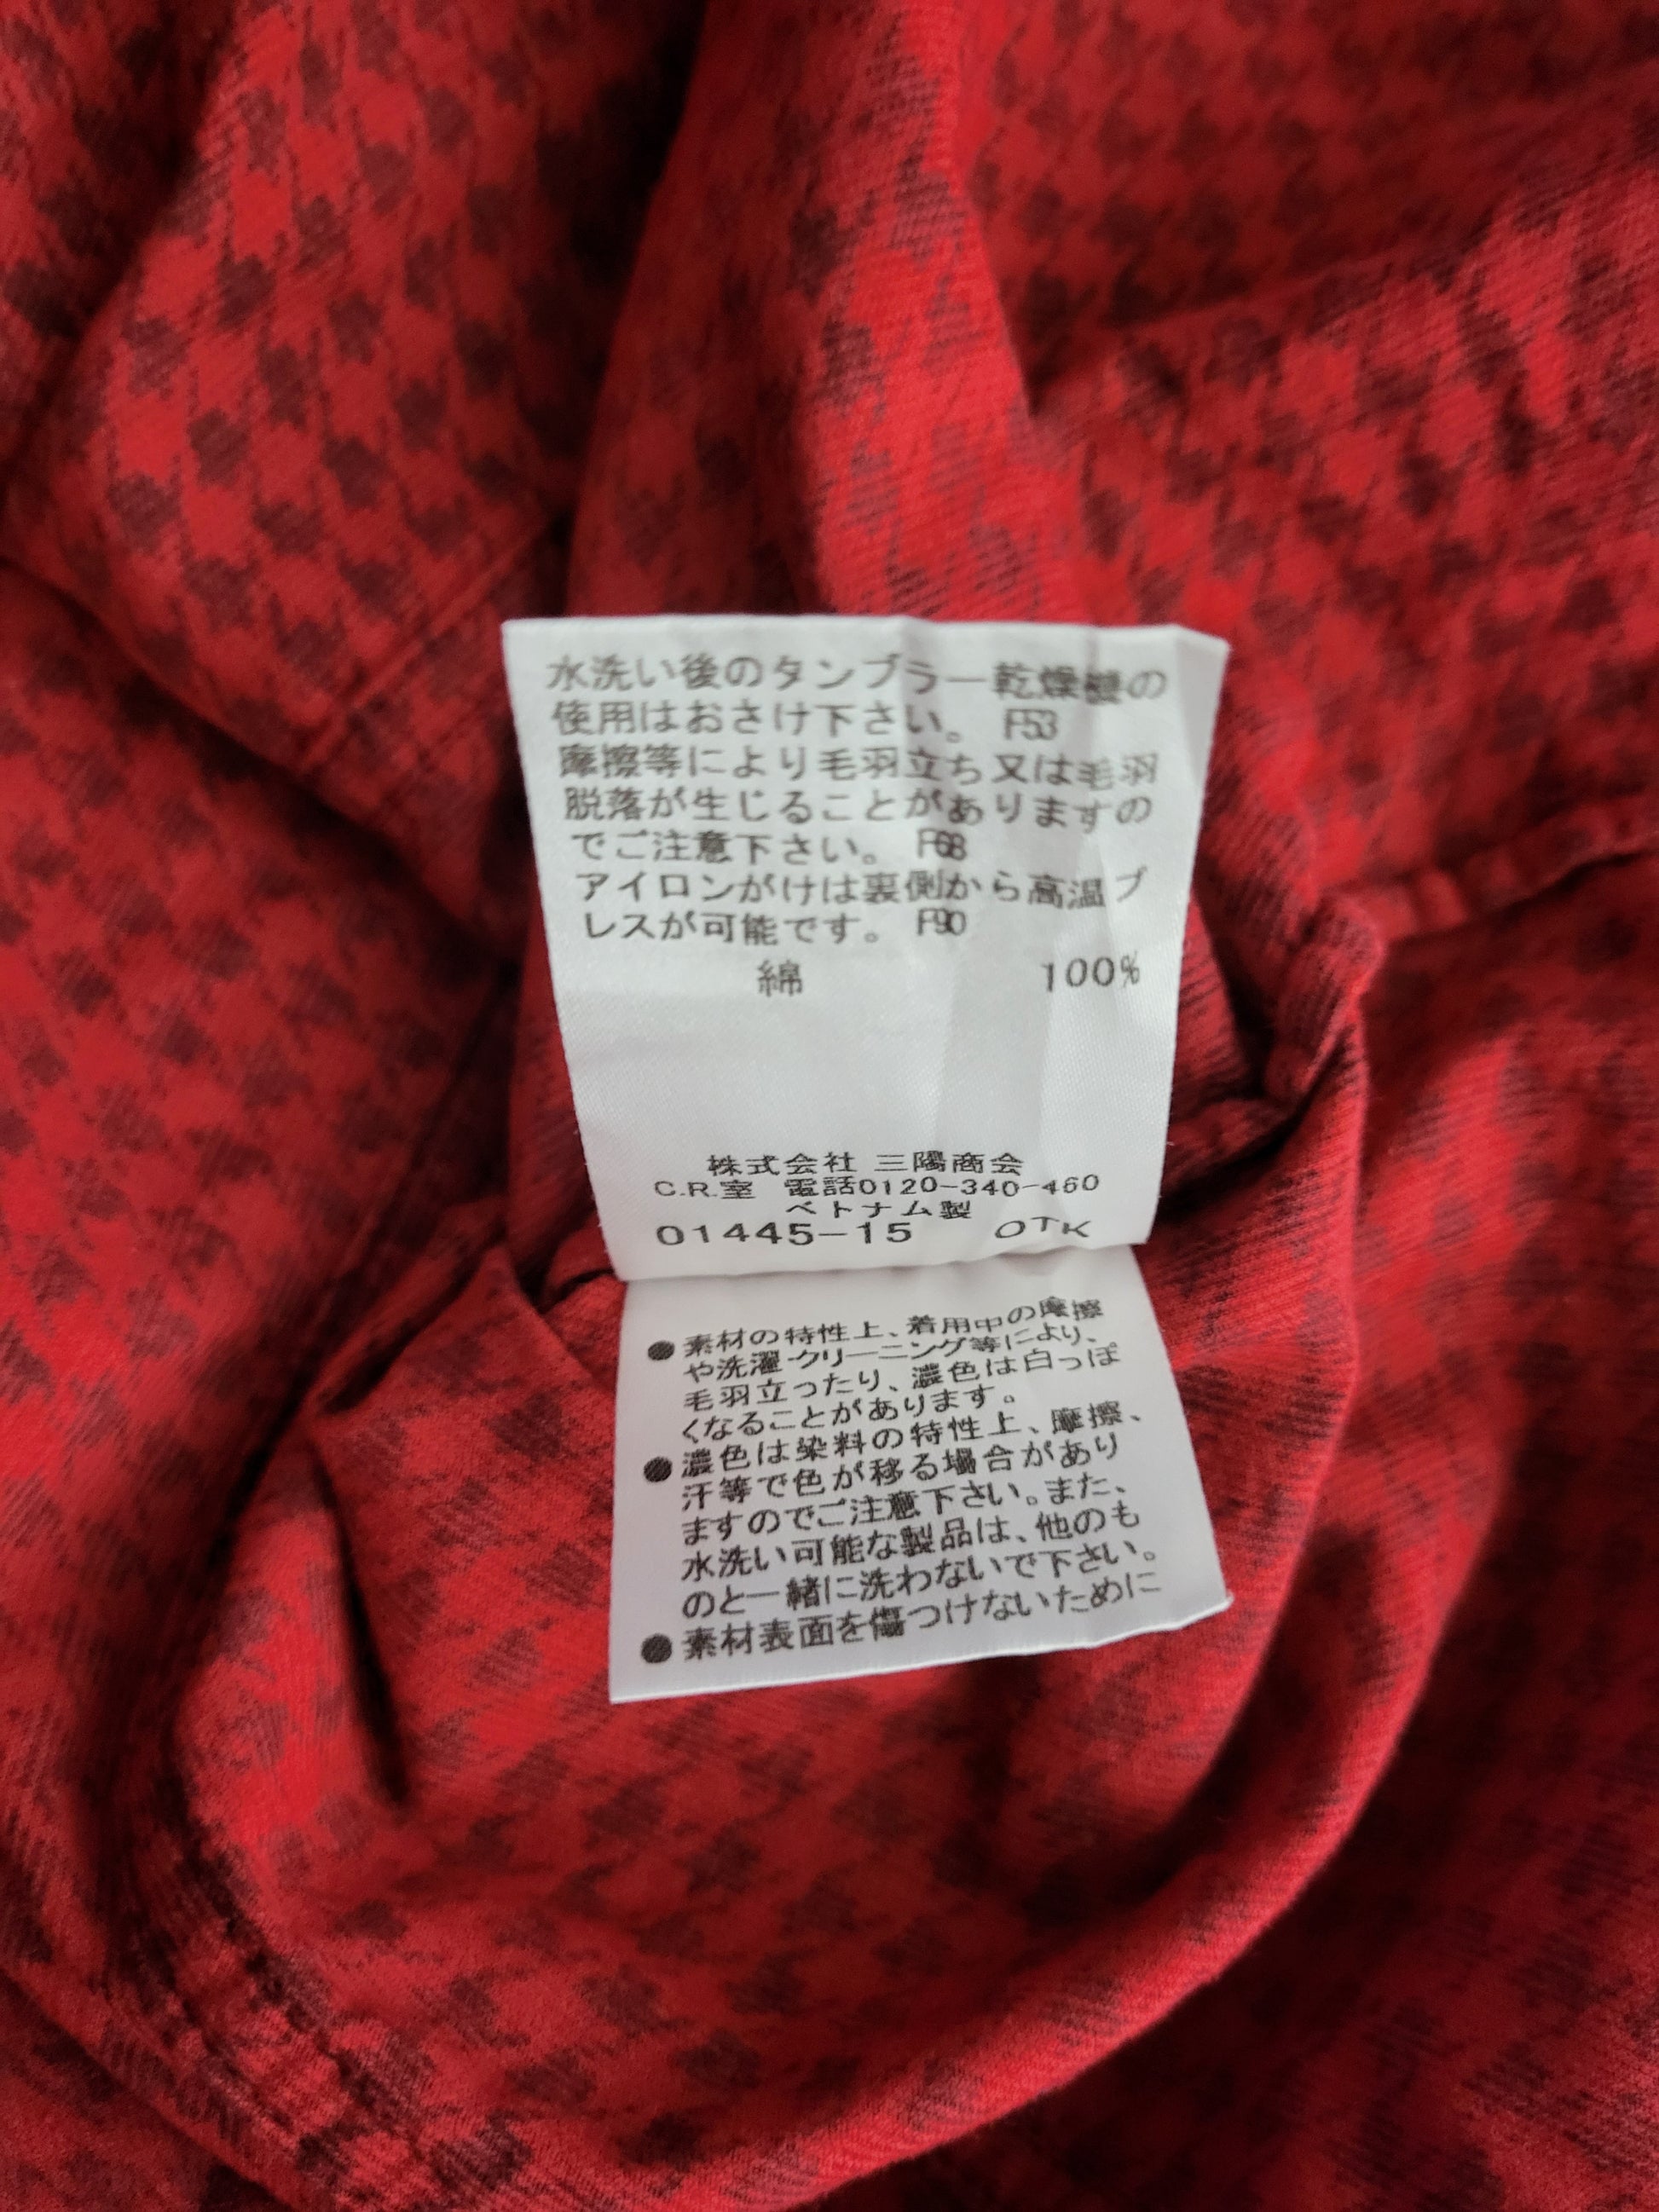 水洗い後のタンブラー乾燥機の
使用はおさけ下さい。 F53
摩擦等により毛羽立ち又は毛羽
脱落が生じることがありますの
でご注意下さい。 F68
アイロンがけは裏側から高温プ
レスが可能です。 F90
綿 100%
株式会社 三陽商会
C.R.室 電話0120-340-460
ベトナム製
01445-15 OTK
●素材の特性上、着用中の摩擦
や洗濯・クリーニング等により、
毛羽立ったり、濃色は白っぽ
くなることがあります。
●濃色は染料の特性上、摩擦、
汗等で色が移る場合があり
ますのでご注意下さい。また、
水洗い可能な製品は、他のも
のと一緒に洗わないで下さい。
●素材表面を傷つけないために